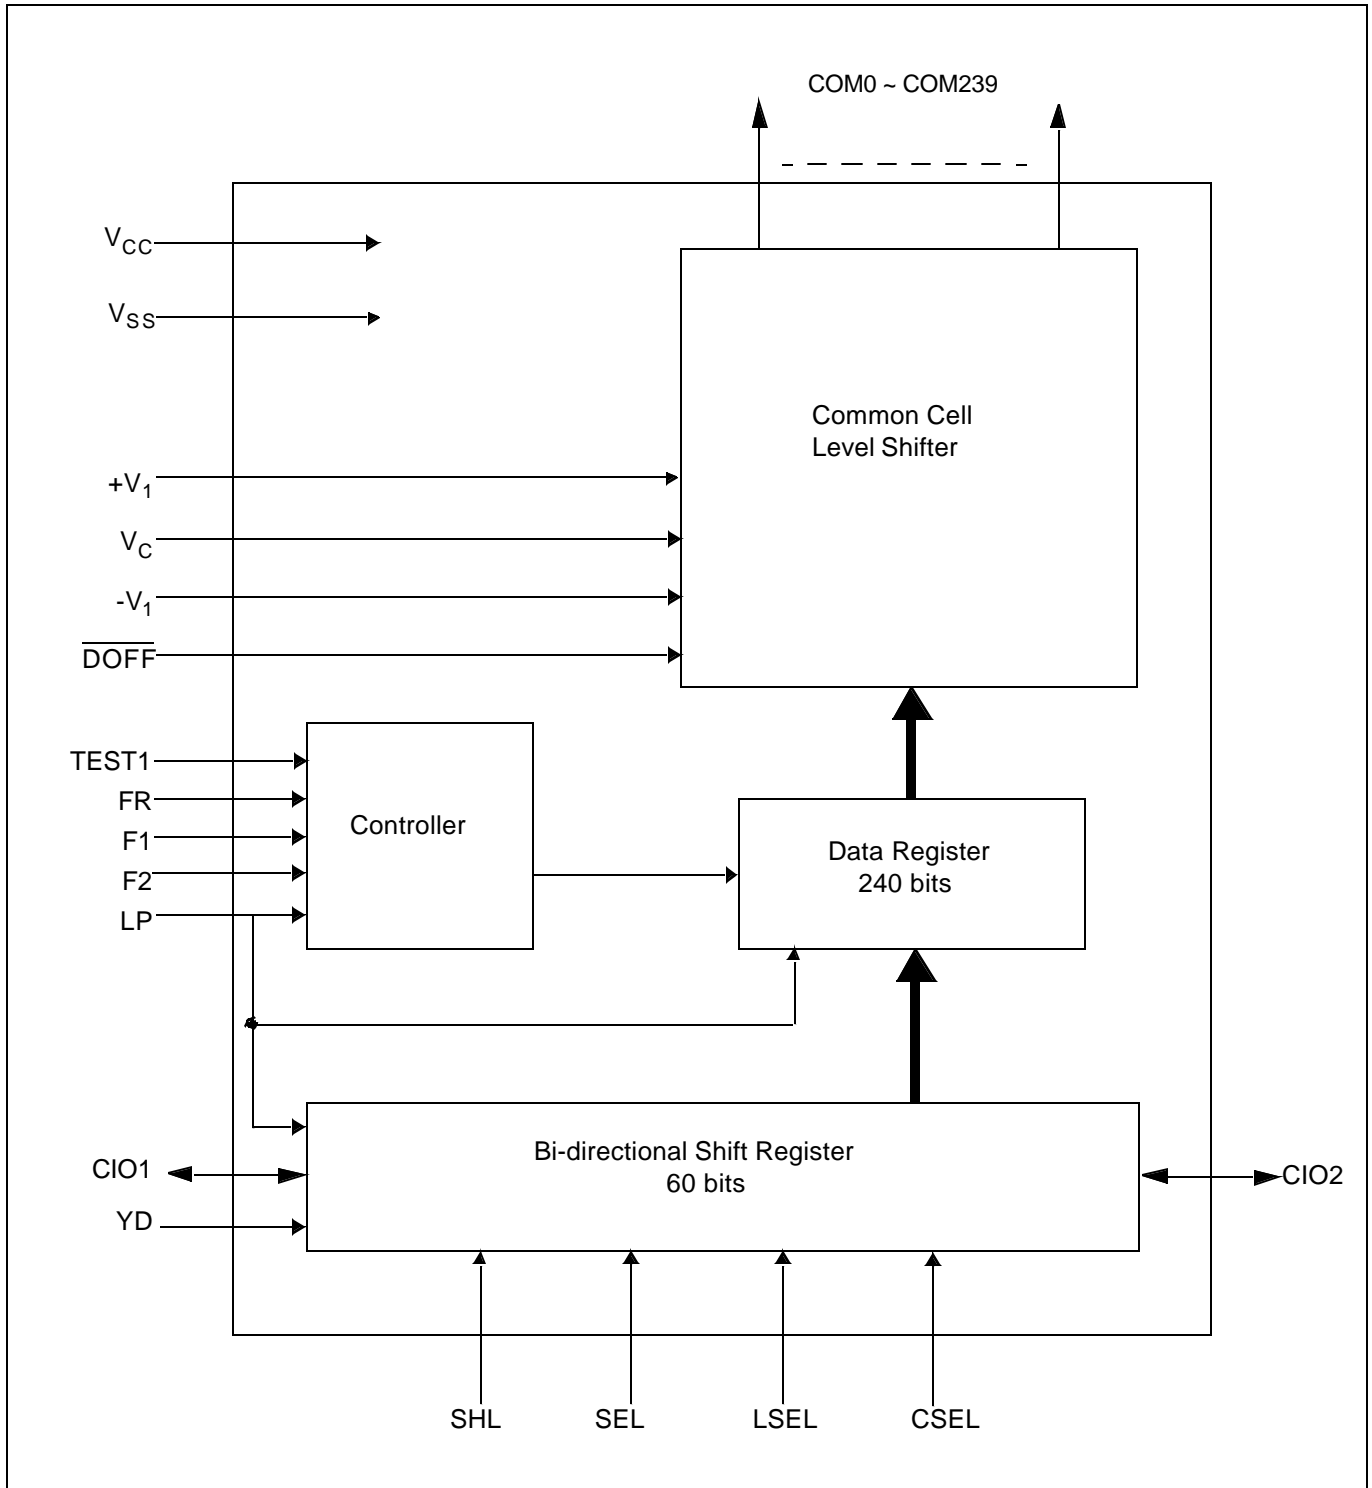 COM0 ~ COM239
VCC
VSS
Common Cell
Level Shifter
+V1
VC
-V1
DOFF
TEST1
FR
F1
F2
LP
Controller
Data Register
240 bits
Bi-directional Shift Register
60 bits
CIO1
CIO2
YD
SHL
SEL
LSEL
CSEL